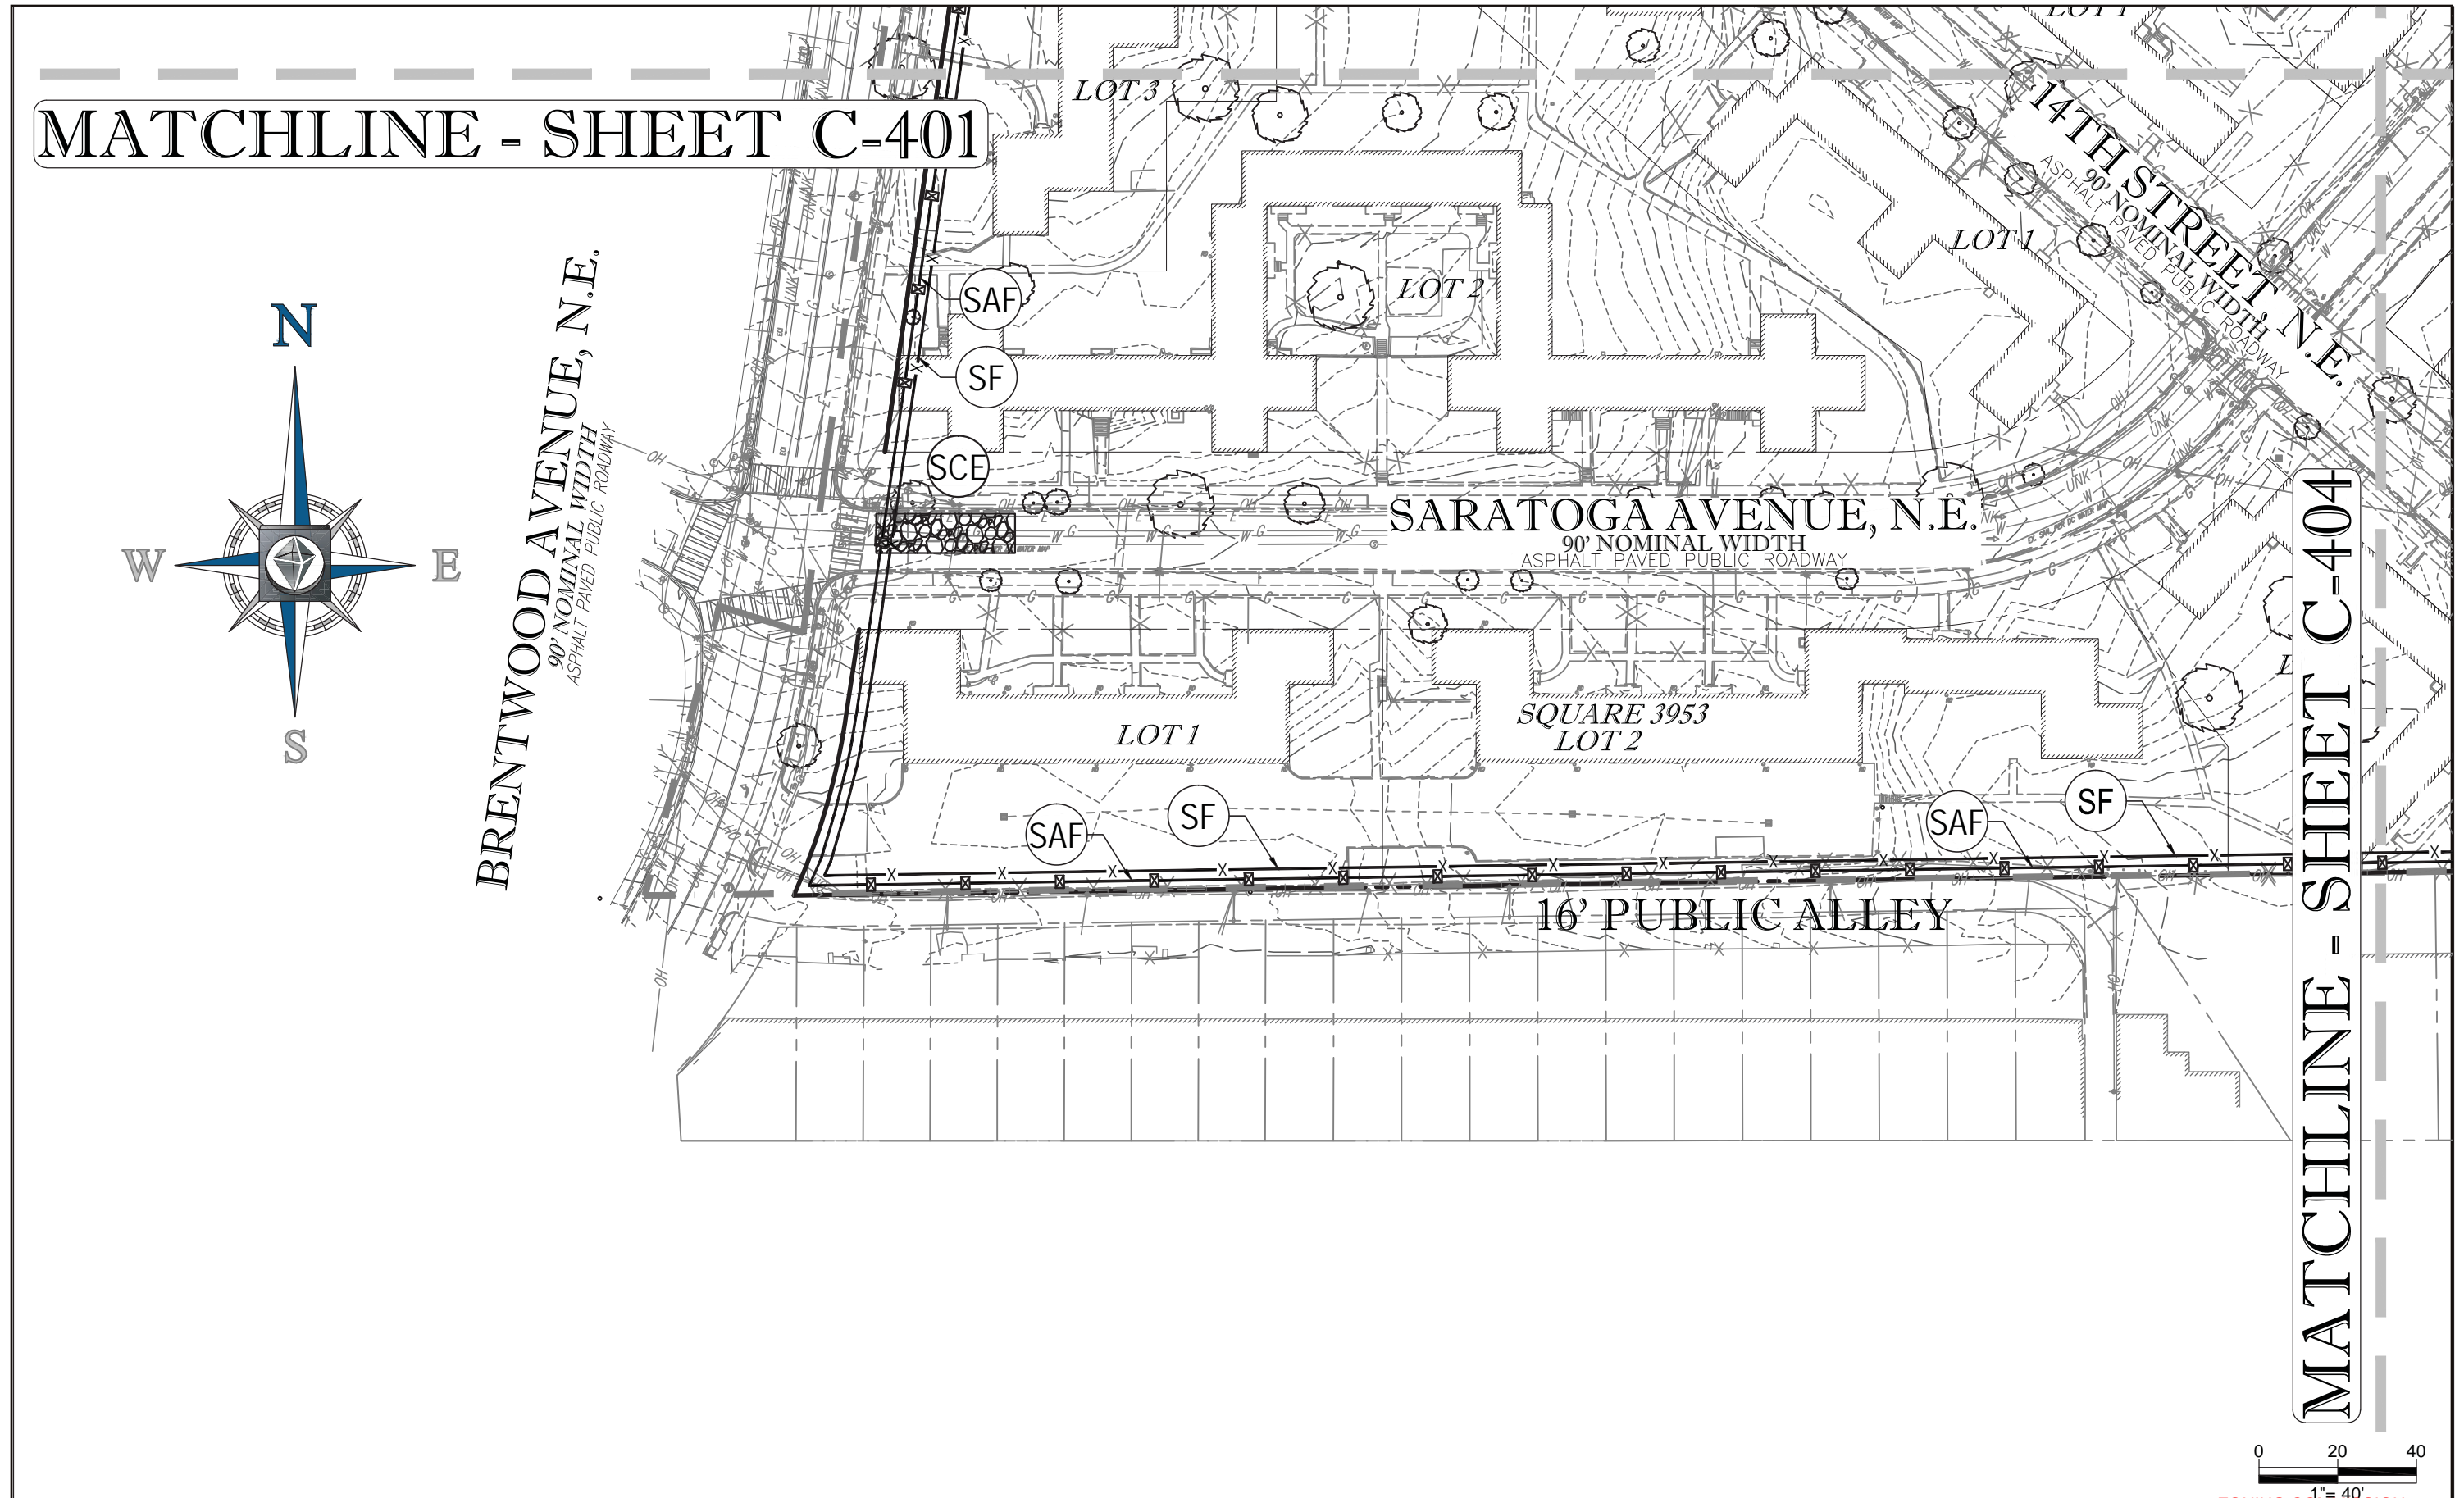 MATCHLINE - SHEET C-401
LOT 3
14TH STREET, N.E.
90' NOMINAL WIDTH
ASPHALT PAVED PUBLIC ROADWAY
LOT 1
LOT 2
N
W
E
S
BRENTWOOD AVENUE, N.E.
90' NOMINAL WIDTH
ASPHALT PAVED PUBLIC ROADWAY
SAF
SF
SCE
SARATOGA AVENUE, N.E.
90' NOMINAL WIDTH
ASPHALT PAVED PUBLIC ROADWAY
LOT 1
SQUARE 3953
LOT 2
SAF
SF
SAF
SF
16' PUBLIC ALLEY
MATCHLINE - SHEET C-404
0 20 40
1"= 40'